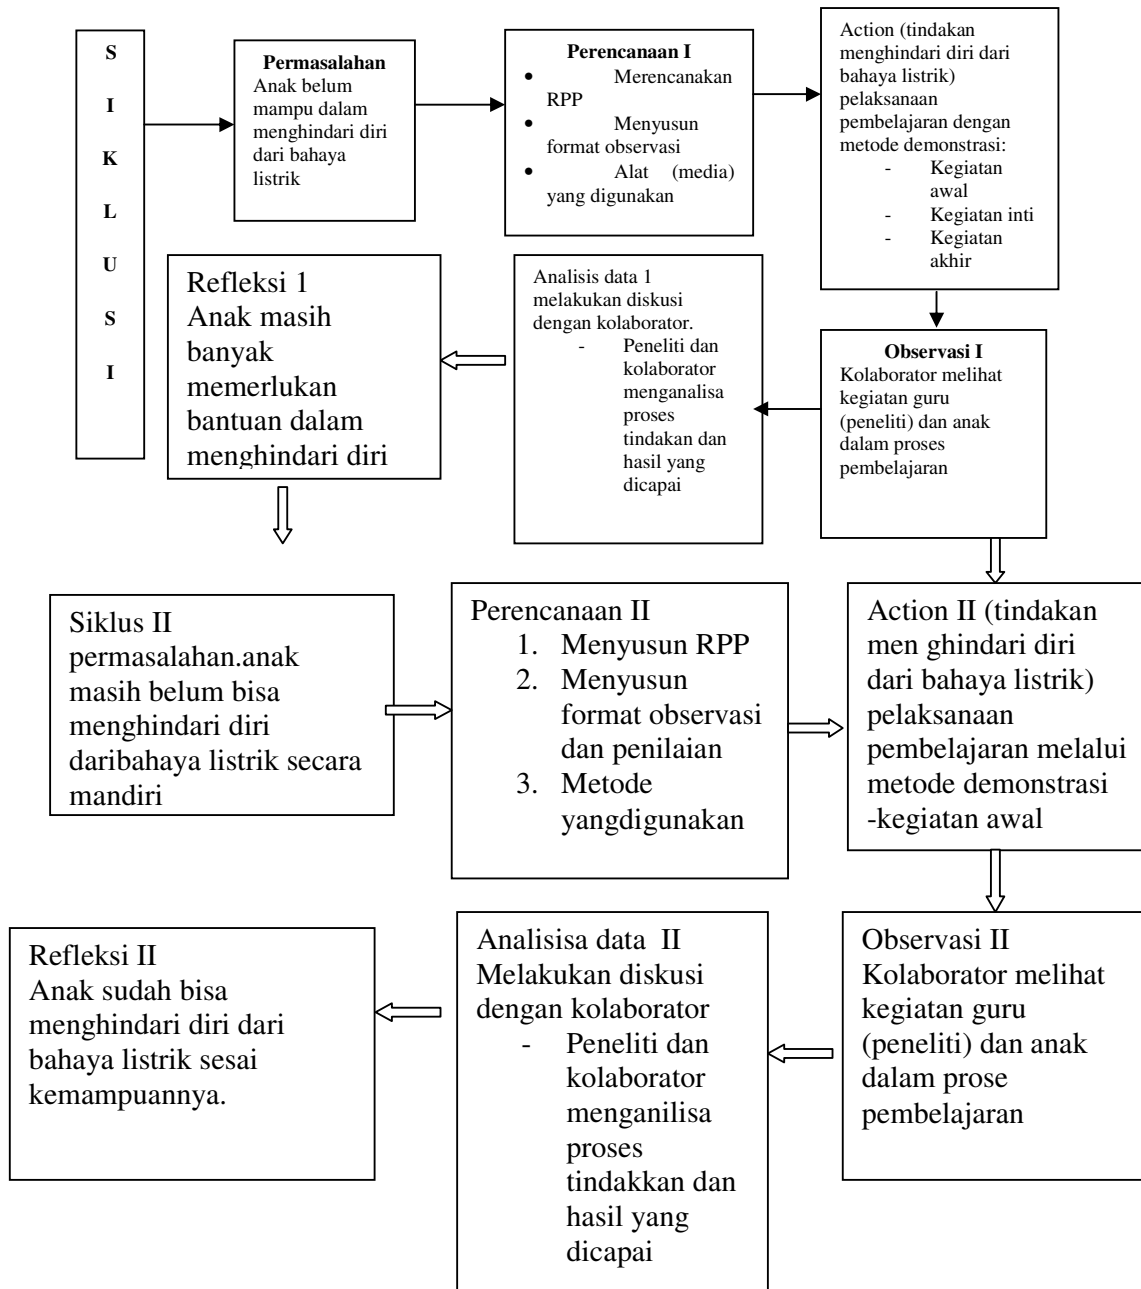 S
I
K
L
U
S
I
Permasalahan
Anak belum
mampu dalam
menghindari diri
dari bahaya
listrik
Perencanaan I
• Merencanakan
RPP
• Menyusun
format observasi
• Alat (media)
yang digunakan
Action (tindakan
menghindari diri dari
bahaya listrik)
pelaksanaan
pembelajaran dengan
metode demonstrasi:
- Kegiatan
awal
- Kegiatan inti
- Kegiatan
akhir
Observasi I
Kolaborator melihat
kegiatan guru
(peneliti) dan anak
dalam proses
pembelajaran
Analisis data 1
melakukan diskusi
dengan kolaborator.
- Peneliti dan
kolaborator
menganalisa
proses
tindakan dan
hasil yang
dicapai
Refleksi 1
Anak masih
banyak
memerlukan
bantuan dalam
menghindari diri
Siklus II
permasalahan.anak
masih belum bisa
menghindari diri
daribahaya listrik secara
mandiri
Perencanaan II
1. Menyusun RPP
2. Menyusun
format observasi
dan penilaian
3. Metode
yangdigunakan
Action II (tindakan
men ghindari diri
dari bahaya listrik)
pelaksanaan
pembelajaran melalui
metode demonstrasi
-kegiatan awal
Observasi II
Kolaborator melihat
kegiatan guru
(peneliti) dan anak
dalam prose
pembelajaran
Analisisa data II
Melakukan diskusi
dengan kolaborator
- Peneliti dan
kolaborator
menganilisa
proses
tindakkan dan
hasil yang
dicapai
Refleksi II
Anak sudah bisa
menghindari diri dari
bahaya listrik sesai
kemampuannya.